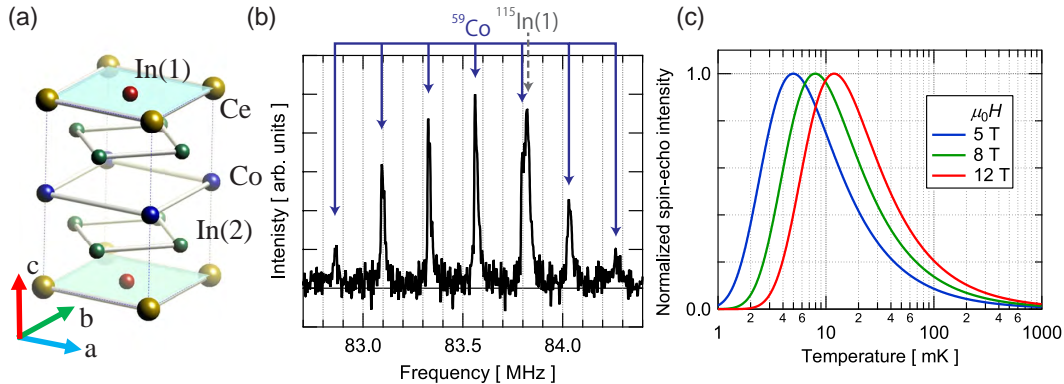 (a)
In(1)
Ce
Co
In(2)
c
b
a
(b)
⁵⁹Co
¹¹⁵In(1)
Intenisty [ arb. units ]
83.0
83.5
84.0
Frequency [ MHz ]
(c)
Normalized spin-echo intensity
1.0
0.0
μ₀H
5 T
8 T
12 T
1
2
4
6
10
2
4
6
100
2
4
6
1000
Temperature [ mK ]